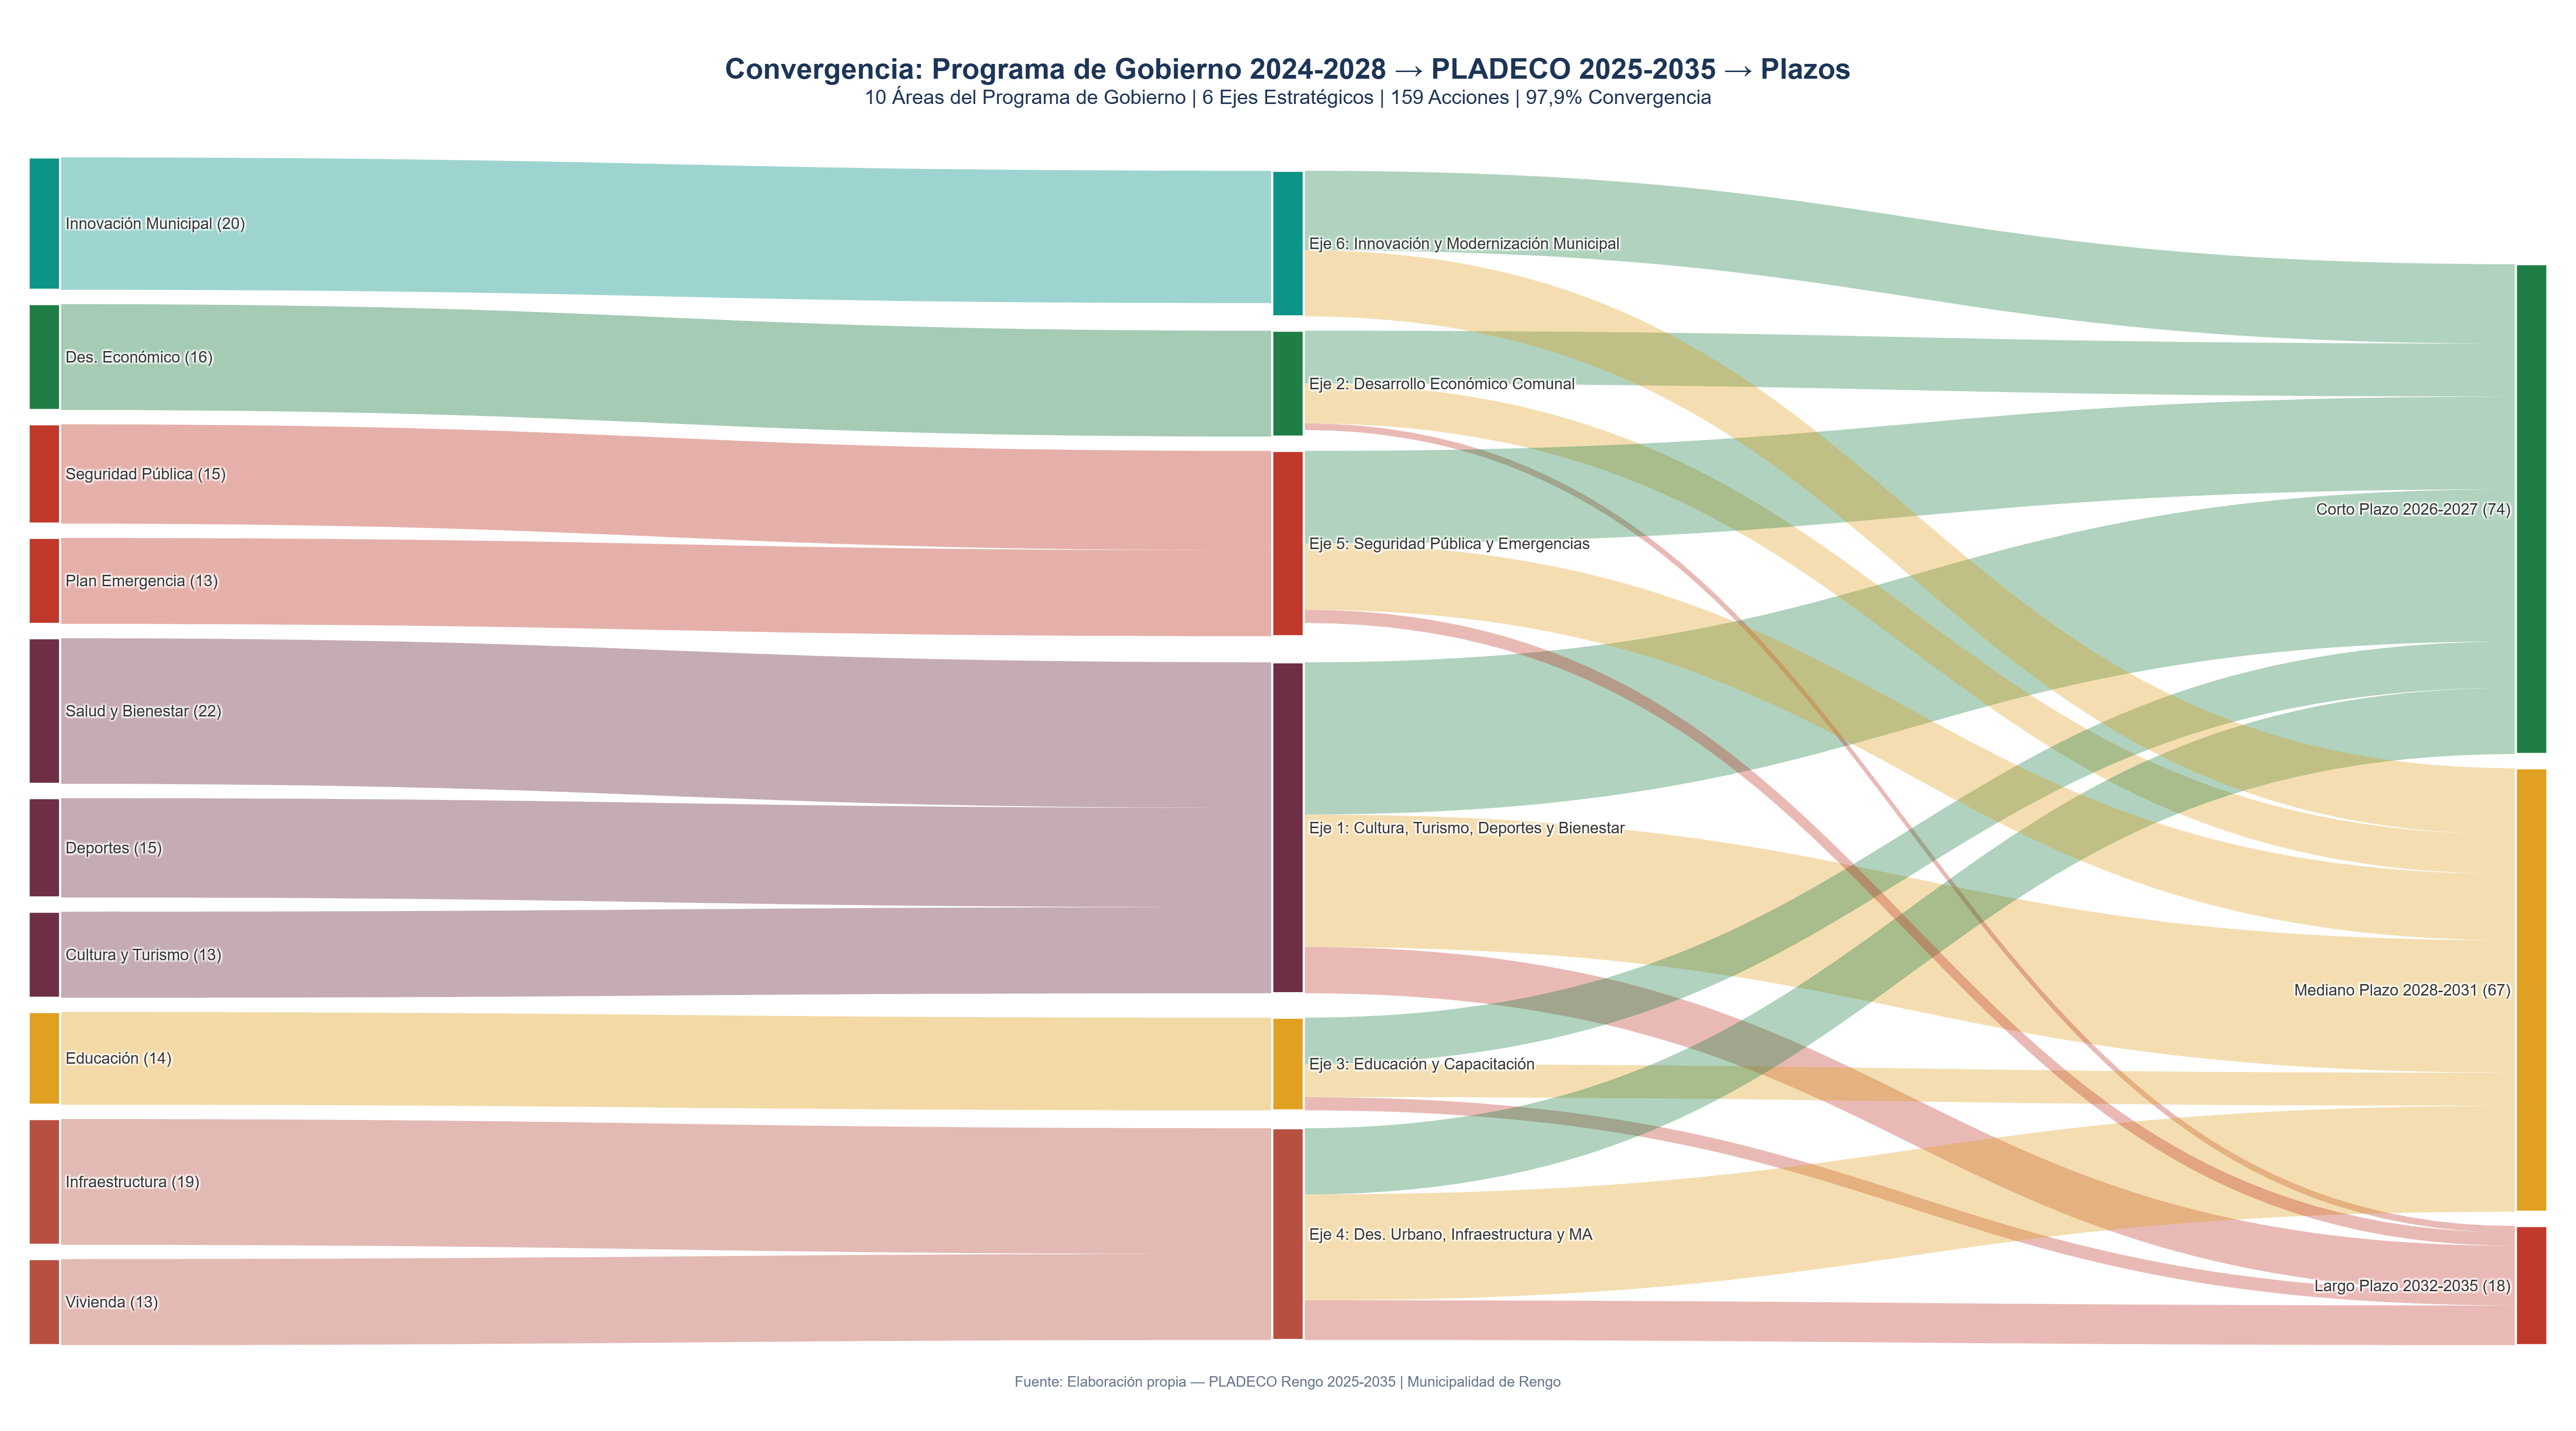 Convergencia: Programa de Gobierno 2024-2028 → PLADECO 2025-2035 → Plazos
10 Áreas del Programa de Gobierno | 6 Ejes Estratégicos | 159 Acciones | 97,9% Convergencia
Innovación Municipal (20)
Des. Económico (16)
Seguridad Pública (15)
Plan Emergencia (13)
Salud y Bienestar (22)
Deportes (15)
Cultura y Turismo (13)
Educación (14)
Infraestructura (19)
Vivienda (13)
Eje 6: Innovación y Modernización Municipal
Eje 2: Desarrollo Económico Comunal
Eje 5: Seguridad Pública y Emergencias
Eje 1: Cultura, Turismo, Deportes y Bienestar
Eje 3: Educación y Capacitación
Eje 4: Des. Urbano, Infraestructura y MA
Corto Plazo 2026-2027 (74)
Mediano Plazo 2028-2031 (67)
Largo Plazo 2032-2035 (18)
Fuente: Elaboración propia — PLADECO Rengo 2025-2035 | Municipalidad de Rengo